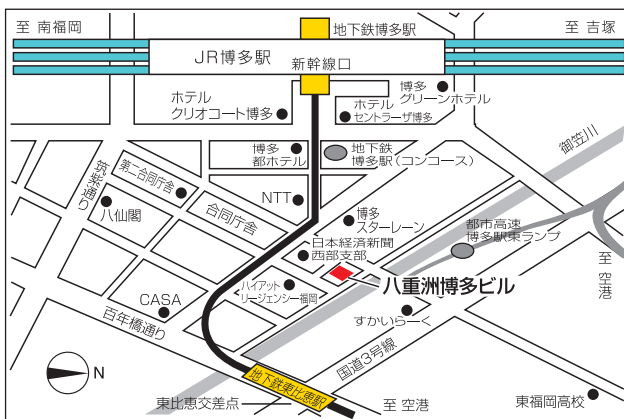 至 南福岡
地下鉄博多駅
至 吉塚
JR博多駅
新幹線口
ホテル
クリオコート博多
ホテル
セントラーザ博多
博多
グリーンホテル
博多
都ホテル
地下鉄
博多駅(コンコース)
御笠川
筑紫通り
第二合同庁舎
合同庁舎
NTT
八仙閣
博多
スターレーン
日本経済新聞
西部支部
都市高速
博多駅東ランプ
至 空港
ハイアット
リージェンシー福岡
八重洲博多ビル
CASA
すかいらーく
百年橋通り
国道3号線
N
地下鉄東比恵駅
東比恵交差点
至 空港
東福岡高校